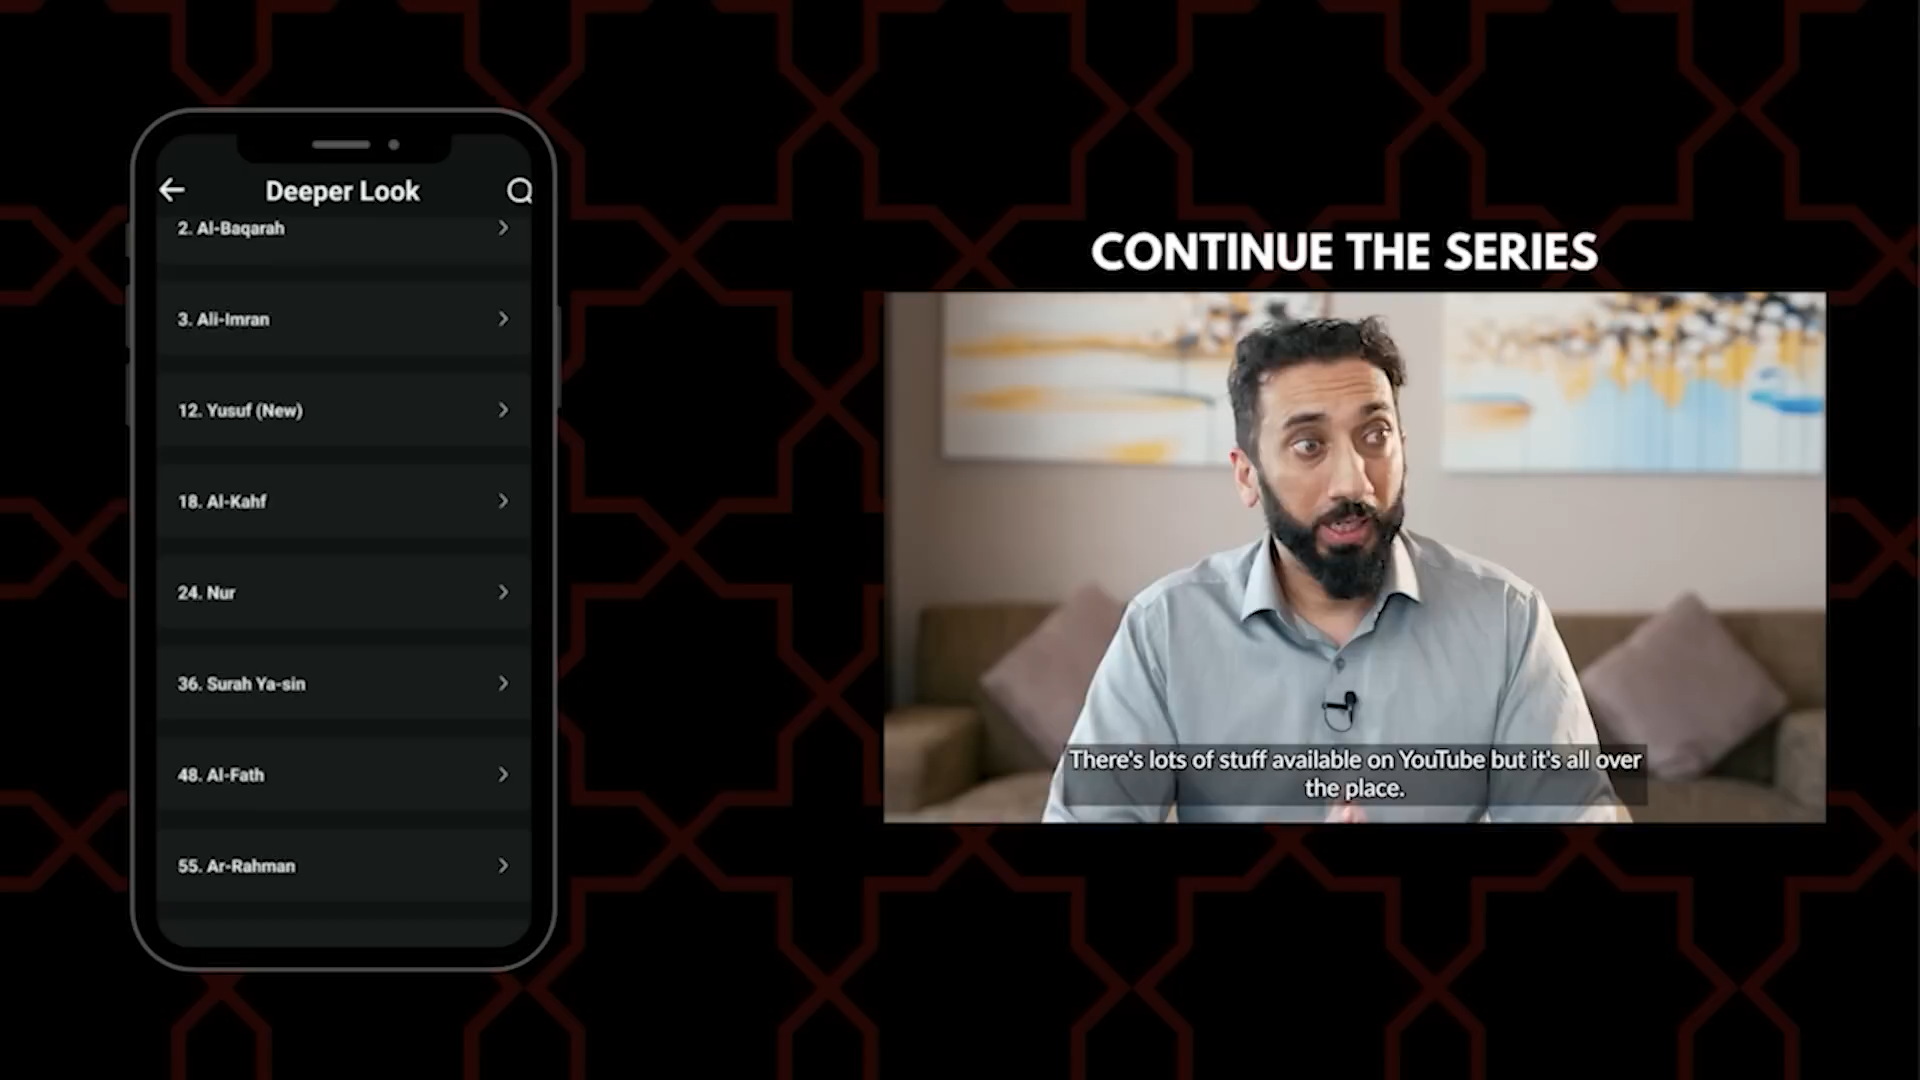 Deeper Look
2. Al-Baqarah
3. Ali-Imran
12. Yusuf (New)
18. Al-Kahf
24. Nur
36. Surah Ya-sin
48. Al-Fath
55. Ar-Rahman
CONTINUE THE SERIES
There's lots of stuff available on YouTube but it's all over
the place.